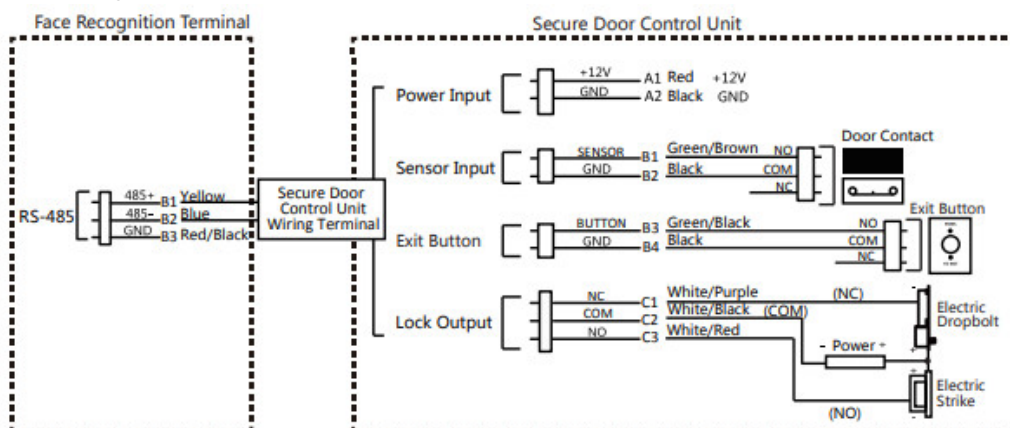 Face Recognition Terminal
Secure Door Control Unit
RS-485
485+ B1 Yellow
485- B2 Blue
GND B3 Red/Black
Secure Door
Control Unit
Wiring Terminal
Power Input
+12V A1 Red +12V
GND A2 Black GND
Sensor Input
SENSOR B1 Green/Brown NO
GND B2 Black COM
NC
Door Contact
Exit Button
BUTTON B3 Green/Black NO
GND B4 Black COM
NC
Exit Button
Lock Output
NC C1 White/Purple (NC)
COM C2 White/Black (COM)
NO C3 White/Red
- Power +
(NO)
-
Electric
Dropbolt
+
+
Electric
Strike
-